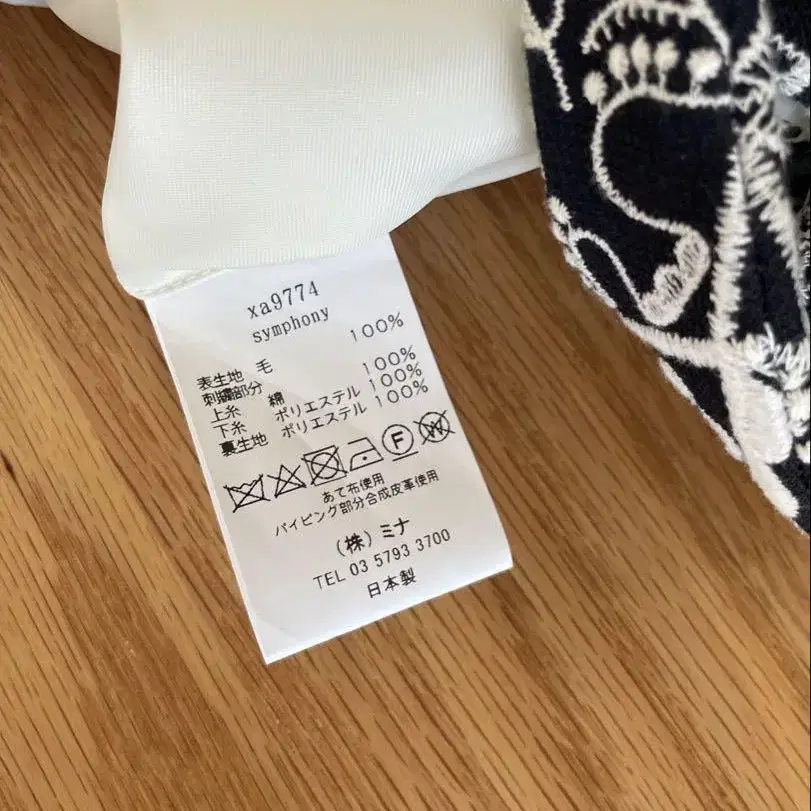 xa9774
symphony
表生地 毛 100%
刺繍部分
上糸 綿 100%
下糸 ポリエステル 100%
裏生地 ポリエステル 100%
F W
あて布使用
パイピング部分合成皮革使用
(株)ミナ
TEL 03 5793 3700
日本製